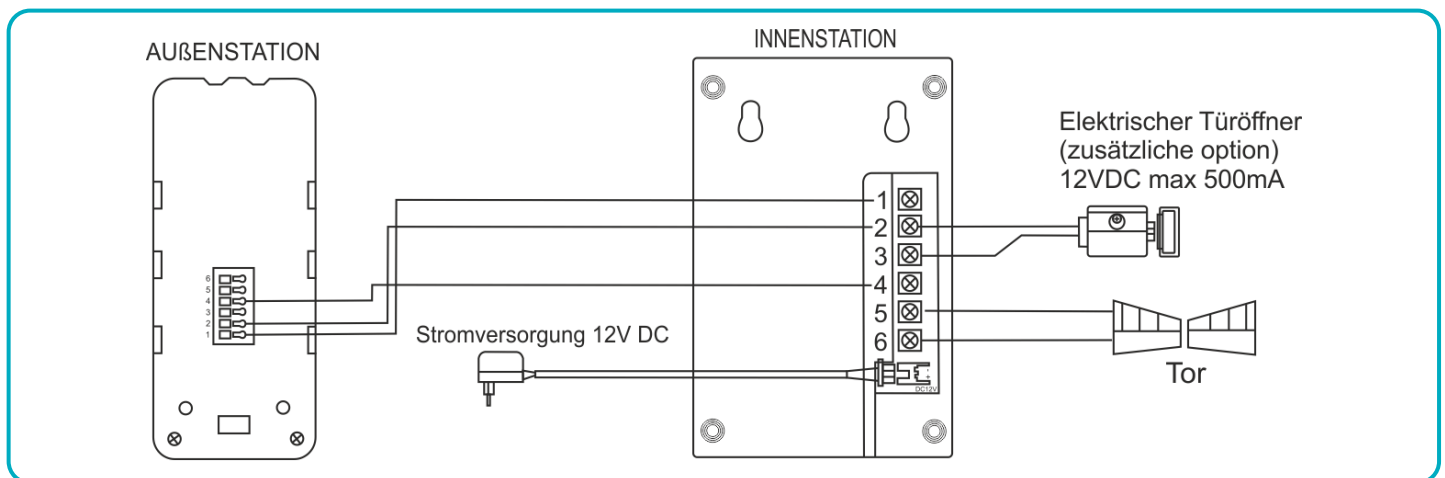 AUßENSTATION
INNENSTATION
Elektrischer Türöffner
(zusätzliche option)
12VDC max 500mA
6
5
4
3
2
1
1
2
3
4
5
6
Stromversorgung 12V DC
- +
DC12V
Tor